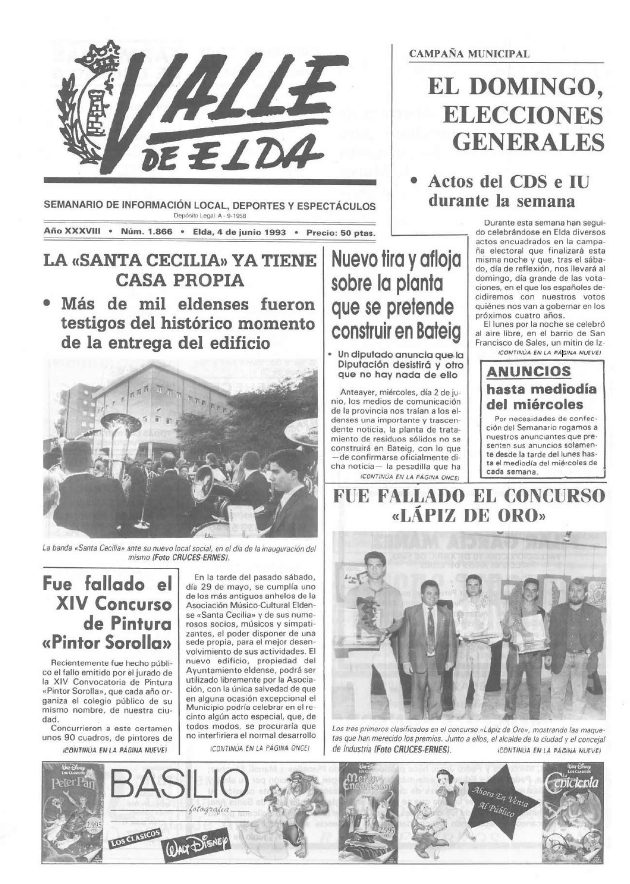 VALLE
DE ELDA
SEMANARIO DE INFORMACIÓN LOCAL, DEPORTES Y ESPECTÁCULOS
Depósito Legal A - 9-1958
Año XXXVIII • Núm. 1.866 • Elda, 4 de junio 1993 • Precio: 50 ptas.
CAMPAÑA MUNICIPAL
EL DOMINGO,
ELECCIONES
GENERALES
• Actos del CDS e IU
durante la semana
Durante esta semana han segui-
do celebrándose en Elda diversos
actos encuadrados en la campa-
ña electoral que finalizará esta
misma noche y que, tras el sába-
do, día de reflexión, nos llevará al
domingo, día grande de las vota-
ciones, en el que los españoles de-
cidiremos con nuestros votos
quiénes nos van a gobernar en los
próximos cuatro años.
El lunes por la noche se celebró
al aire libre, en el barrio de San
Francisco de Sales, un mitin de Iz-
(CONTINÚA EN LA PÁGINA NUEVE)
LA «SANTA CECILIA» YA TIENE
CASA PROPIA
• Más de mil eldenses fueron
testigos del histórico momento
de la entrega del edificio
La banda «Santa Cecilia» ante su nuevo local social, en el día de la inauguración del
mismo (Foto CRUCES-ERNES).
Nuevo tira y afloja
sobre la planta
que se pretende
construir en Bateig
• Un diputado anuncia que la
Diputación desistirá y otro
que no hay nada de ello
Anteayer, miércoles, día 2 de ju-
nio, los medios de comunicación
de la provincia nos traían a los el-
denses una importante y trascen-
dente noticia, la planta de trata-
miento de residuos sólidos no se
construirá en Bateig, con lo que
—de confirmarse oficialmente di-
cha noticia— la pesadilla que ha
(CONTINÚA EN LA PÁGINA ONCE)
ANUNCIOS
hasta mediodía
del miércoles
Por necesidades de confec-
ción del Semanario rogamos a
nuestros anunciantes que pre-
senten sus anuncios solamen-
te desde la tarde del lunes has-
ta el mediodía del miércoles de
cada semana.
Fue fallado el
XIV Concurso
de Pintura
«Pintor Sorolla»
Recientemente fue hecho públi-
co el fallo emitido por el jurado de
la XIV Convocatoria de Pintura
«Pintor Sorolla», que cada año or-
ganiza el colegio público de su
mismo nombre, de nuestra ciu-
dad.
Concurrieron a este certamen
unos 90 cuadros, de pintores de
(CONTINÚA EN LA PÁGINA NUEVE)
En la tarde del pasado sábado,
día 29 de mayo, se cumplía uno
de los más antiguos anhelos de la
Asociación Músico-Cultural Elden-
se «Santa Cecilia» y de sus nume-
rosos socios, músicos y simpati-
zantes, el poder disponer de una
sede propia, para el mejor desen-
volvimiento de sus actividades. El
nuevo edificio, propiedad del
Ayuntamiento eldense, podrá ser
utilizado libremente por la Asocia-
ción, con la única salvedad de que
en alguna ocasión excepcional el
Municipio podría celebrar en el re-
cinto algún acto especial, que, de
todos modos, se procuraría que
no interfiriera el normal desarrollo
(CONTINÚA EN LA PÁGINA ONCE)
FUE FALLADO EL CONCURSO
«LÁPIZ DE ORO»
Los tres primeros clasificados en el concurso «Lápiz de Oro», mostrando las maque-
tas que han merecido los premios. Junto a ellos, el alcalde de la ciudad y el concejal
de Industria (Foto CRUCES-ERNES).
(CONTINÚA EN LA PÁGINA NUEVE)
Peter Pan
2.995
BASILIO
fotografía
LOS CLASICOS
WALT DISNEY
Ahora En Venta
Al Público
Cenicienta